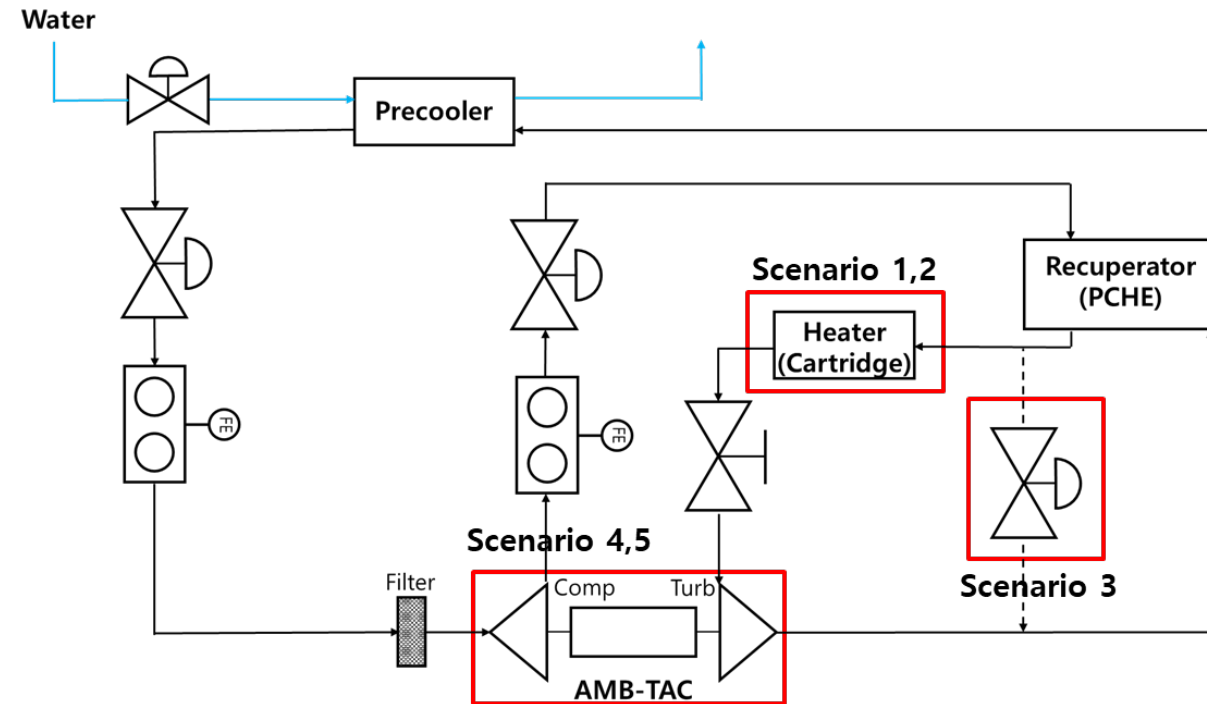 Water
Precooler
Scenario 1,2
Recuperator
(PCHE)
Heater
(Cartridge)
FE
FE
Scenario 4,5
Scenario 3
Filter
Comp
Turb
AMB-TAC